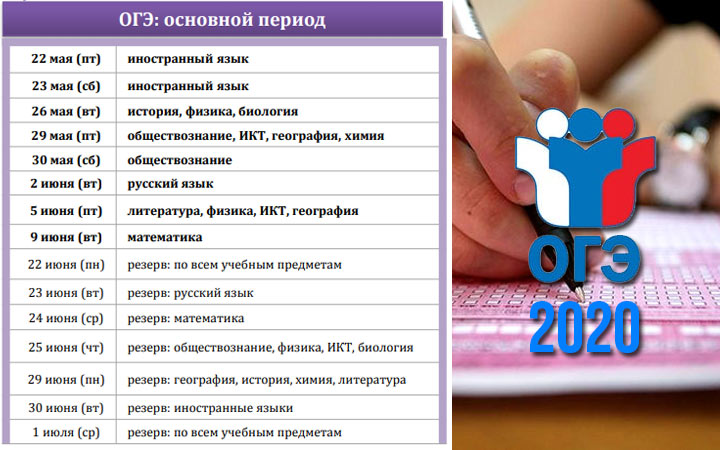 ОГЭ: основной период
22 мая (пт) иностранный язык
23 мая (сб) иностранный язык
26 мая (вт) история, физика, биология
29 мая (пт) обществознание, ИКТ, география, химия
30 мая (сб) обществознание
2 июня (вт) русский язык
5 июня (пт) литература, физика, ИКТ, география
9 июня (вт) математика
22 июня (пн) резерв: по всем учебным предметам
23 июня (вт) резерв: русский язык
24 июня (ср) резерв: математика
25 июня (чт) резерв: обществознание, физика, ИКТ, биология
29 июня (пн) резерв: география, история, химия, литература
30 июня (вт) резерв: иностранные языки
1 июля (ср) резерв: по всем учебным предметам
ОГЭ
2020